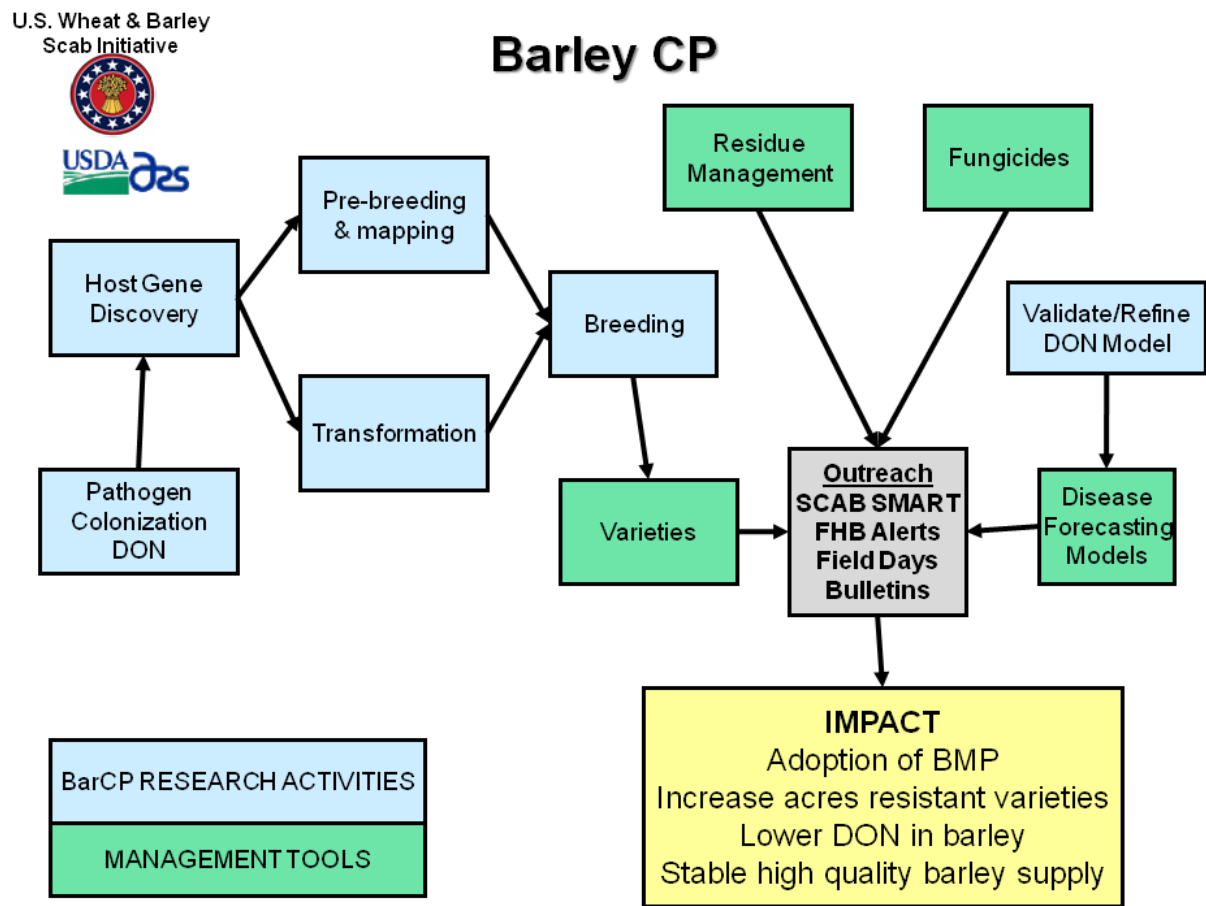 U.S. Wheat & Barley
Scab Initiative
USDA ars
Barley CP
Residue
Management
Fungicides
Pre-breeding
& mapping
Host Gene
Discovery
Breeding
Validate/Refine
DON Model
Transformation
Pathogen
Colonization
DON
Varieties
Outreach
SCAB SMART
FHB Alerts
Field Days
Bulletins
Disease
Forecasting
Models
IMPACT
Adoption of BMP
Increase acres resistant varieties
Lower DON in barley
Stable high quality barley supply
BarCP RESEARCH ACTIVITIES
MANAGEMENT TOOLS